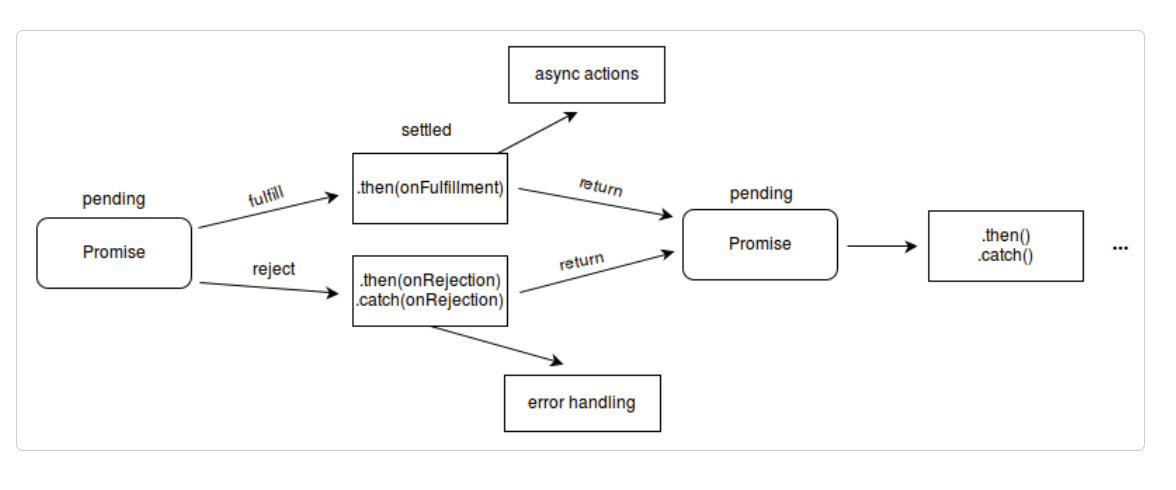 async actions
settled
.then(onFulfillment)
pending
fulfill
return
pending
Promise
Promise
.then()
.catch()
...
reject
.then(onRejection)
.catch(onRejection)
return
error handling